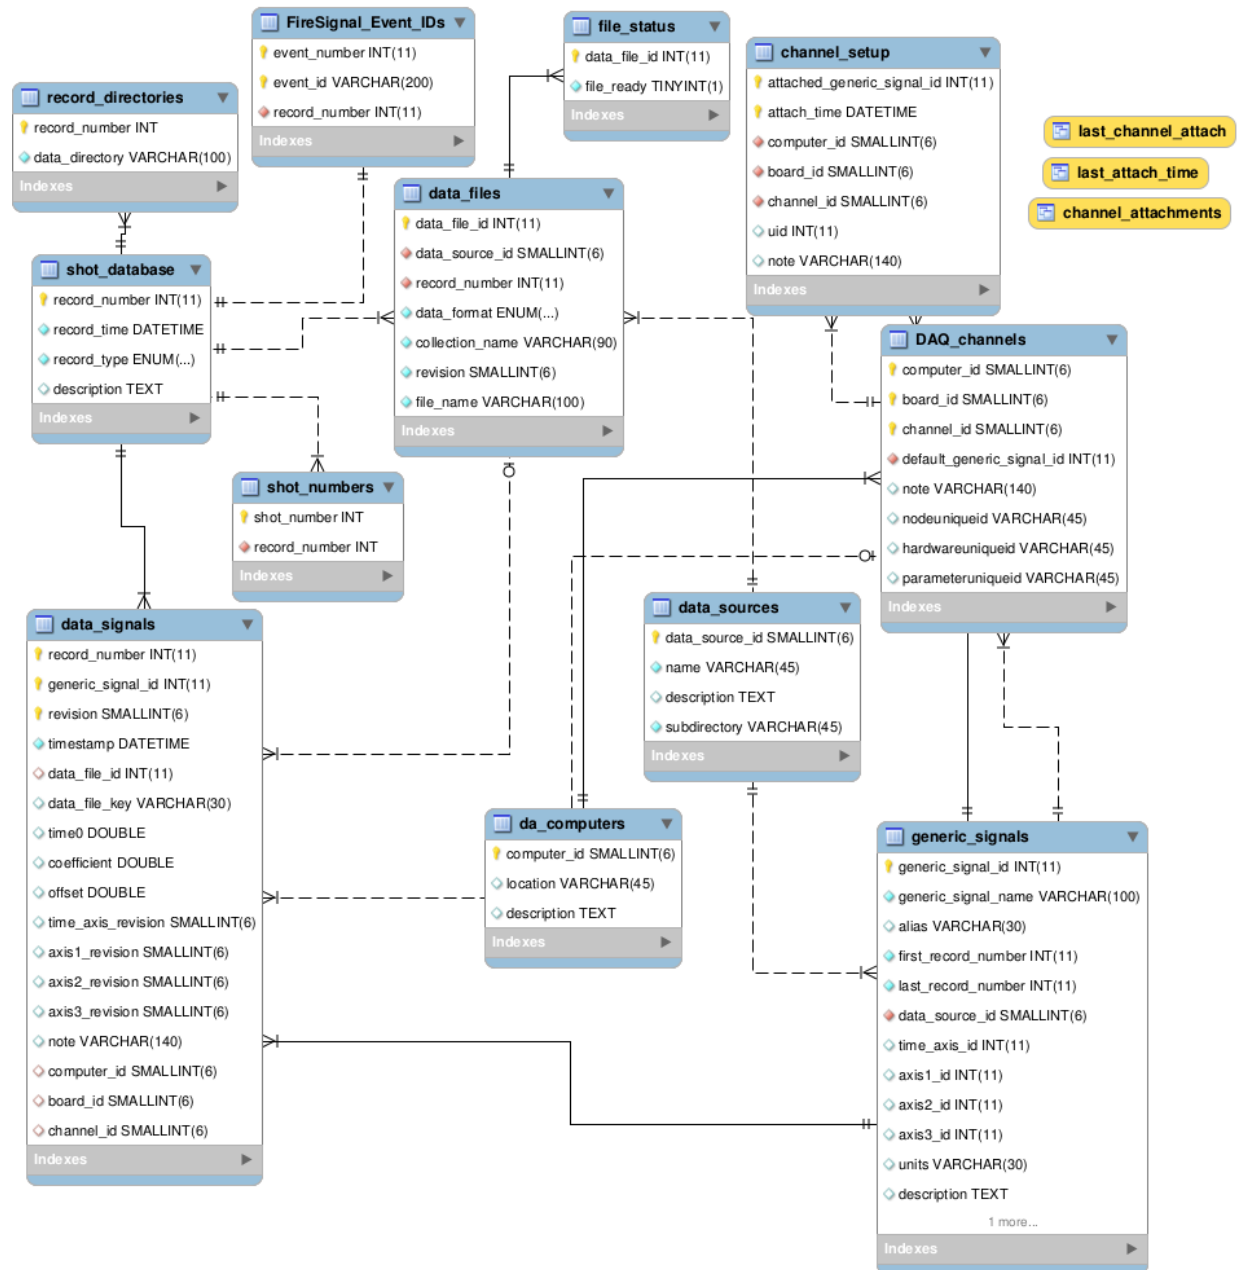 FireSignal_Event_IDs
event_number INT(11)
event_id VARCHAR(200)
record_number INT(11)
Indexes
file_status
data_file_id INT(11)
file_ready TINYINT(1)
Indexes
channel_setup
attached_generic_signal_id INT(11)
attach_time DATETIME
computer_id SMALLINT(6)
board_id SMALLINT(6)
channel_id SMALLINT(6)
uid INT(11)
note VARCHAR(140)
Indexes
last_channel_attach
last_attach_time
channel_attachments
record_directories
record_number INT
data_directory VARCHAR(100)
Indexes
data_files
data_file_id INT(11)
data_source_id SMALLINT(6)
record_number INT(11)
data_format ENUM(...)
collection_name VARCHAR(90)
revision SMALLINT(6)
file_name VARCHAR(100)
Indexes
shot_database
record_number INT(11)
record_time DATETIME
record_type ENUM(...)
description TEXT
Indexes
DAQ_channels
computer_id SMALLINT(6)
board_id SMALLINT(6)
channel_id SMALLINT(6)
default_generic_signal_id INT(11)
note VARCHAR(140)
nodeuniqueid VARCHAR(45)
hardwareuniqueid VARCHAR(45)
parameteruniqueid VARCHAR(45)
Indexes
shot_numbers
shot_number INT
record_number INT
Indexes
data_sources
data_source_id SMALLINT(6)
name VARCHAR(45)
description TEXT
subdirectory VARCHAR(45)
Indexes
data_signals
record_number INT(11)
generic_signal_id INT(11)
revision SMALLINT(6)
timestamp DATETIME
data_file_id INT(11)
data_file_key VARCHAR(30)
time0 DOUBLE
coefficient DOUBLE
offset DOUBLE
time_axis_revision SMALLINT(6)
axis1_revision SMALLINT(6)
axis2_revision SMALLINT(6)
axis3_revision SMALLINT(6)
note VARCHAR(140)
computer_id SMALLINT(6)
board_id SMALLINT(6)
channel_id SMALLINT(6)
Indexes
da_computers
computer_id SMALLINT(6)
location VARCHAR(45)
description TEXT
Indexes
generic_signals
generic_signal_id INT(11)
generic_signal_name VARCHAR(100)
alias VARCHAR(30)
first_record_number INT(11)
last_record_number INT(11)
data_source_id SMALLINT(6)
time_axis_id INT(11)
axis1_id INT(11)
axis2_id INT(11)
axis3_id INT(11)
units VARCHAR(30)
description TEXT
1 more...
Indexes